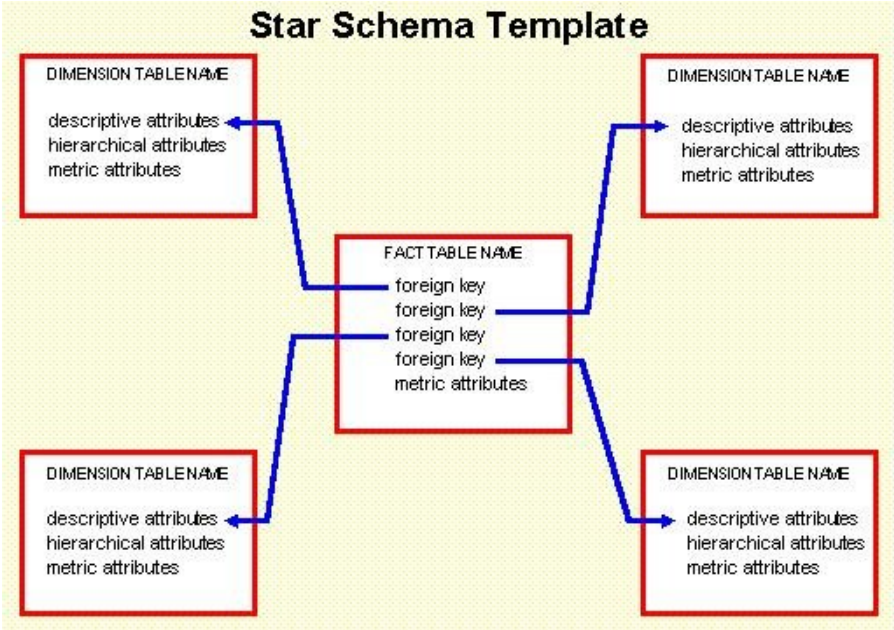 Star Schema Template
DIMENSION TABLE NAME
descriptive attributes
hierarchical attributes
metric attributes
DIMENSION TABLE NAME
descriptive attributes
hierarchical attributes
metric attributes
FACT TABLE NAME
foreign key
foreign key
foreign key
foreign key
metric attributes
DIMENSION TABLE NAME
descriptive attributes
hierarchical attributes
metric attributes
DIMENSION TABLE NAME
descriptive attributes
hierarchical attributes
metric attributes